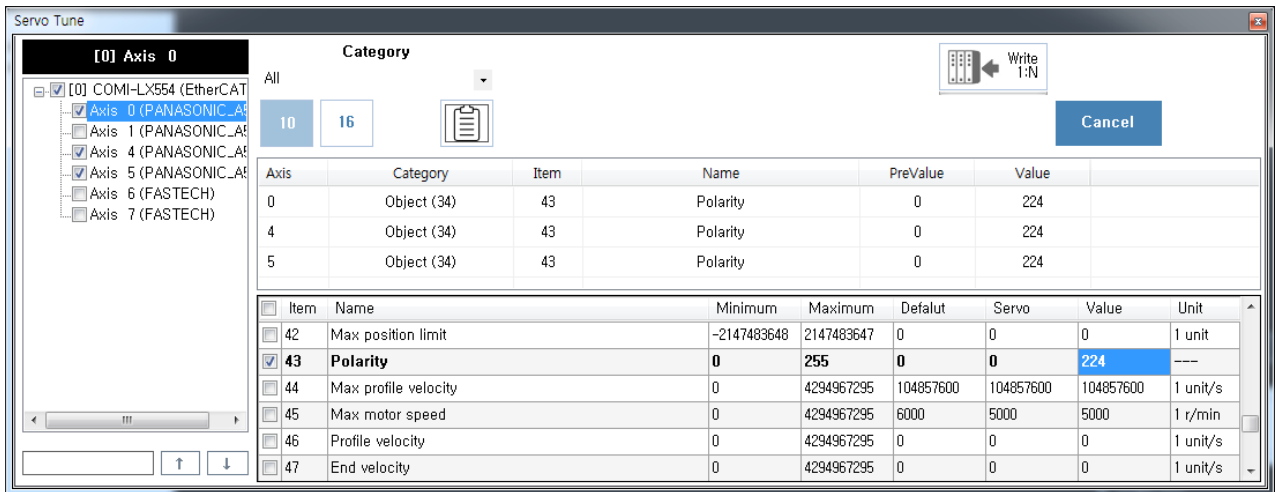 Servo Tune
[0] Axis 0
[0] COMI-LX554 (EtherCAT
Axis 0 (PANASONIC_A5
Axis 1 (PANASONIC_A5
Axis 4 (PANASONIC_A5
Axis 5 (PANASONIC_A5
Axis 6 (FASTECH)
Axis 7 (FASTECH)
↑ ↓
Category
All
10 16
Write
1:N
Cancel
Axis Category Item Name PreValue Value
0 Object (34) 43 Polarity 0 224
4 Object (34) 43 Polarity 0 224
5 Object (34) 43 Polarity 0 224
Item Name Minimum Maximum Defalut Servo Value Unit
42 Max position limit -2147483648 2147483647 0 0 0 1 unit
43 Polarity 0 255 0 0 224 ---
44 Max profile velocity 0 4294967295 104857600 104857600 104857600 1 unit/s
45 Max motor speed 0 4294967295 6000 5000 5000 1 r/min
46 Profile velocity 0 4294967295 0 0 0 1 unit/s
47 End velocity 0 4294967295 0 0 0 1 unit/s